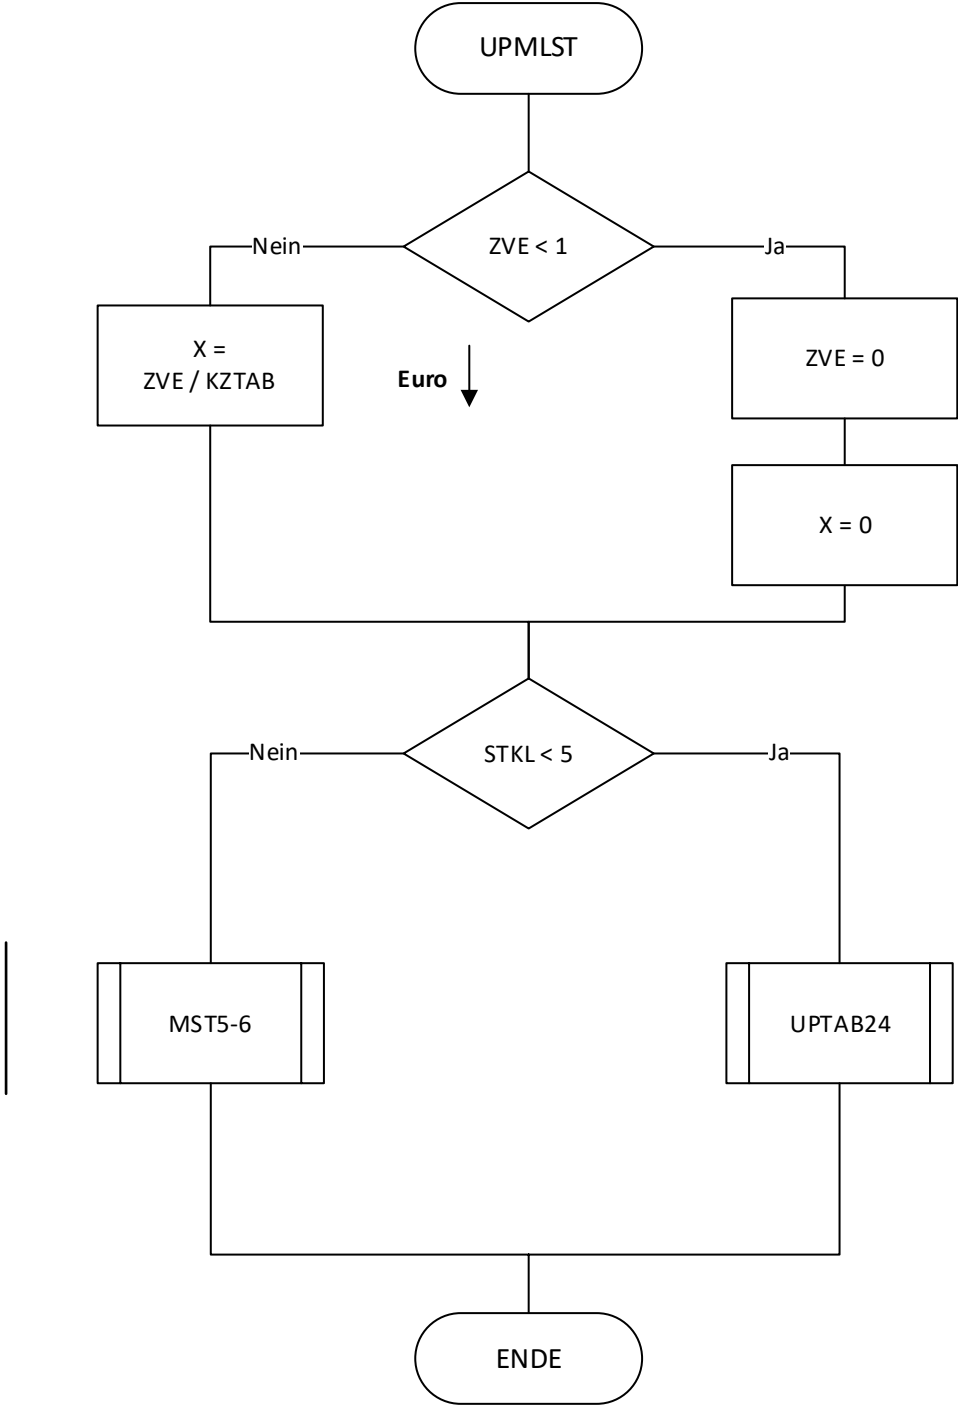 UPMLST
ZVE < 1
Nein
Ja
X =
ZVE / KZTAB
Euro
ZVE = 0
X = 0
STKL < 5
Nein
Ja
MST5-6
UPTAB24
ENDE